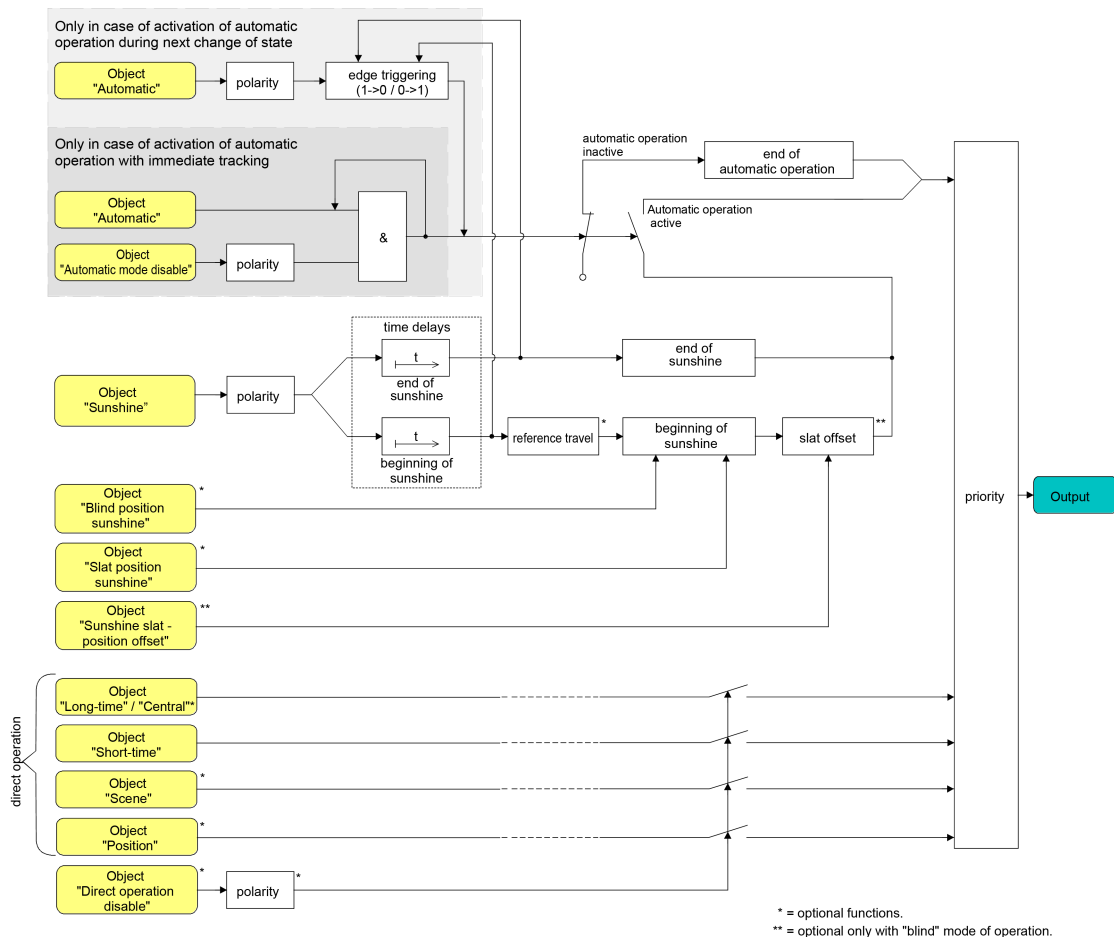 Only in case of activation of automatic
operation during next change of state
Object
"Automatic"
polarity
edge triggering
(1->0 / 0->1)
Only in case of activation of automatic
operation with immediate tracking
Object
"Automatic"
&
Object
"Automatic mode disable"
polarity
automatic operation
inactive
end of
automatic operation
Automatic operation
active
time delays
t
end of
sunshine
end of
sunshine
Object
"Sunshine"
polarity
t
beginning of
sunshine
reference travel
*
beginning of
sunshine
slat offset
**
Object
"Blind position
sunshine"
*
Object
"Slat position
sunshine"
*
Object
"Sunshine slat -
position offset"
**
priority
Output
direct operation
Object
"Long-time" / "Central"*
Object
"Short-time"
Object
"Scene"
*
Object
"Position"
*
Object
"Direct operation
disable"
*
polarity
*
* = optional functions.
** = optional only with "blind" mode of operation.